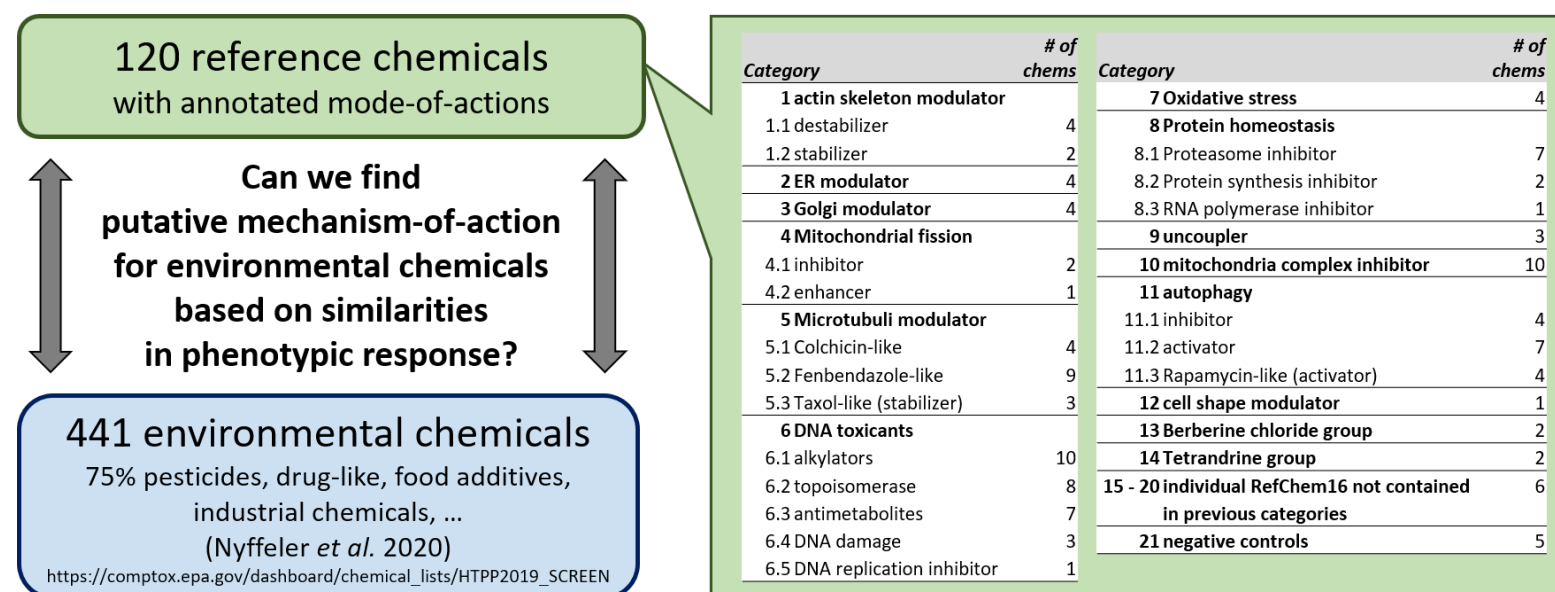 120 reference chemicals
with annotated mode-of-actions
Can we find
putative mechanism-of-action
for environmental chemicals
based on similarities
in phenotypic response?
441 environmental chemicals
75% pesticides, drug-like, food additives,
industrial chemicals, ...
(Nyffeler et al. 2020)
https://comptox.epa.gov/dashboard/chemical_lists/HTPP2019_SCREEN
Category # of chems
1 actin skeleton modulator
1.1 destabilizer 4
1.2 stabilizer 2
2 ER modulator 4
3 Golgi modulator 4
4 Mitochondrial fission
4.1 inhibitor 2
4.2 enhancer 1
5 Microtubuli modulator
5.1 Colchicin-like 4
5.2 Fenbendazole-like 9
5.3 Taxol-like (stabilizer) 3
6 DNA toxicants
6.1 alkylators 10
6.2 topoisomerase 8
6.3 antimetabolites 7
6.4 DNA damage 3
6.5 DNA replication inhibitor 1
Category # of chems
7 Oxidative stress 4
8 Protein homeostasis
8.1 Proteasome inhibitor 7
8.2 Protein synthesis inhibitor 2
8.3 RNA polymerase inhibitor 1
9 uncoupler 3
10 mitochondria complex inhibitor 10
11 autophagy
11.1 inhibitor 4
11.2 activator 7
11.3 Rapamycin-like (activator) 4
12 cell shape modulator 1
13 Berberine chloride group 2
14 Tetrandrine group 2
15 - 20 individual RefChem16 not contained 6
in previous categories
21 negative controls 5